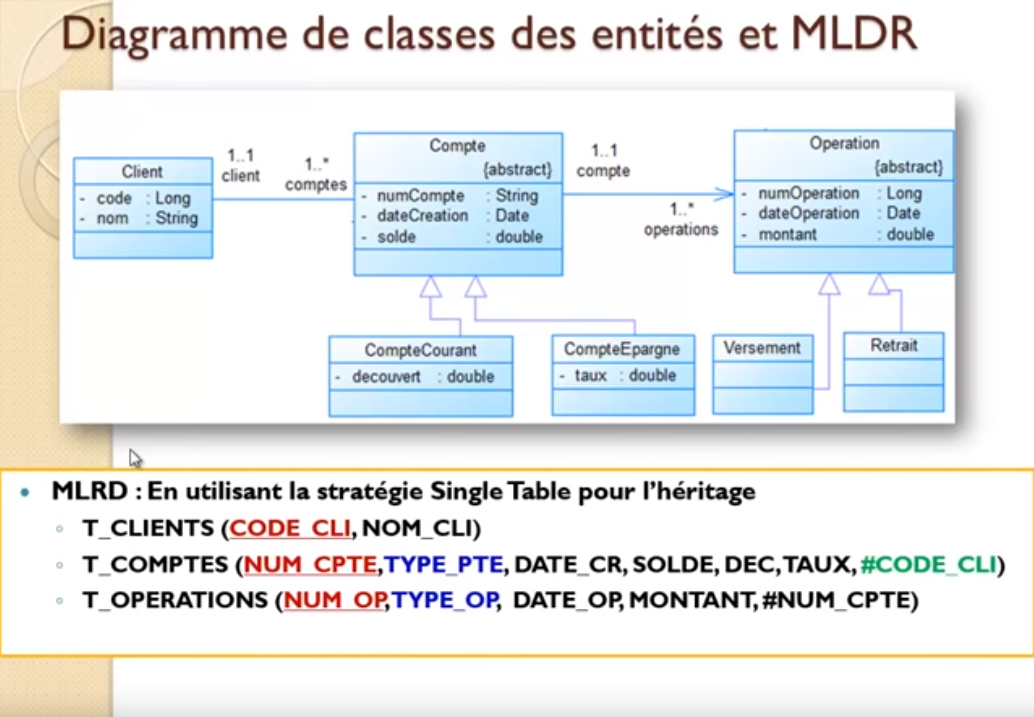 Diagramme de classes des entités et MLDR
Client
- code : Long
- nom : String
1..1
client
1..*
comptes
Compte
{abstract}
- numCompte : String
- dateCreation : Date
- solde : double
1..1
compte
1..*
operations
Operation
{abstract}
- numOperation : Long
- dateOperation : Date
- montant : double
CompteCourant
- decouvert : double
CompteEpargne
- taux : double
Versement
Retrait
• MLRD : En utilisant la stratégie Single Table pour l’héritage
◦ T_CLIENTS (CODE_CLI, NOM_CLI)
◦ T_COMPTES (NUM_CPTE,TYPE_PTE, DATE_CR, SOLDE, DEC,TAUX, #CODE_CLI)
◦ T_OPERATIONS (NUM_OP,TYPE_OP, DATE_OP, MONTANT, #NUM_CPTE)